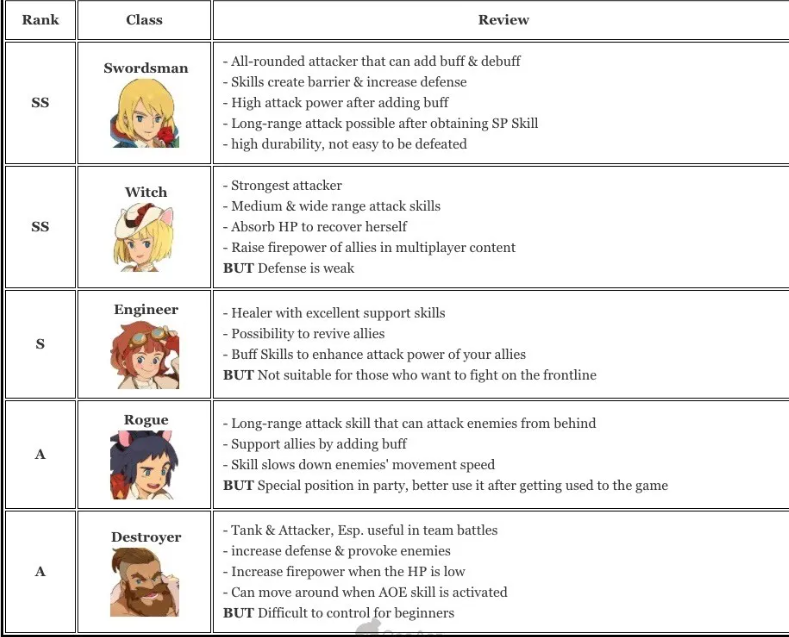 Rank Class Review
SS
Swordsman
- All-rounded attacker that can add buff & debuff
- Skills create barrier & increase defense
- High attack power after adding buff
- Long-range attack possible after obtaining SP Skill
- high durability, not easy to be defeated
SS
Witch
- Strongest attacker
- Medium & wide range attack skills
- Absorb HP to recover herself
- Raise firepower of allies in multiplayer content
BUT Defense is weak
S
Engineer
- Healer with excellent support skills
- Possibility to revive allies
- Buff Skills to enhance attack power of your allies
BUT Not suitable for those who want to fight on the frontline
A
Rogue
- Long-range attack skill that can attack enemies from behind
- Support allies by adding buff
- Skill slows down enemies' movement speed
BUT Special position in party, better use it after getting used to the game
A
Destroyer
- Tank & Attacker, Esp. useful in team battles
- increase defense & provoke enemies
- Increase firepower when the HP is low
- Can move around when AOE skill is activated
BUT Difficult to control for beginners